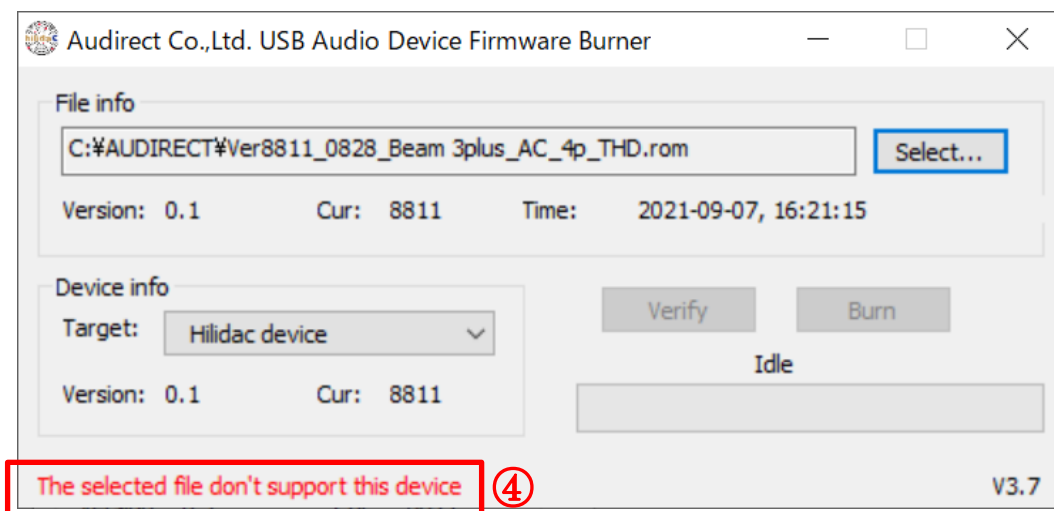 Audirect Co.,Ltd. USB Audio Device Firmware Burner
File info
C:¥AUDIRECT¥Ver8811_0828_Beam 3plus_AC_4p_THD.rom
Select...
Version: 0.1 Cur: 8811 Time: 2021-09-07, 16:21:15
Device info
Target: Hilidac device
Verify Burn
Idle
Version: 0.1 Cur: 8811
The selected file don't support this device ④ V3.7